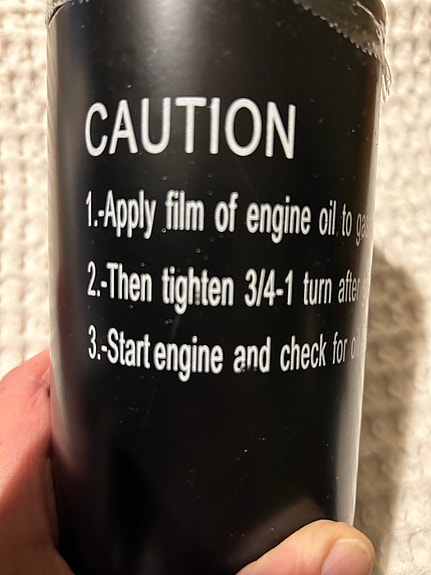 CAUTION
1.-Apply film of engine oil to
2.-Then tighten 3/4-1 turn after
3.-Start engine and check for